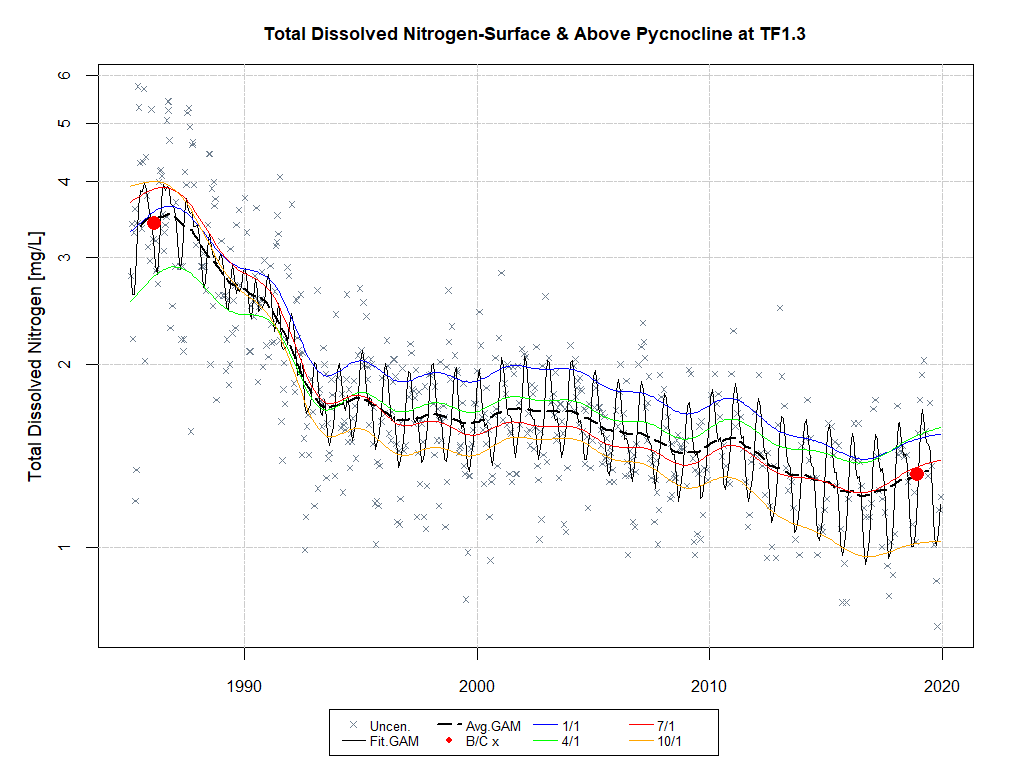 Total Dissolved Nitrogen-Surface & Above Pycnocline at TF1.3
Total Dissolved Nitrogen [mg/L]
6
5
4
3
2
1
1990 2000 2010 2020
Uncen. Avg.GAM 1/1 7/1
Fit.GAM B/C x 4/1 10/1